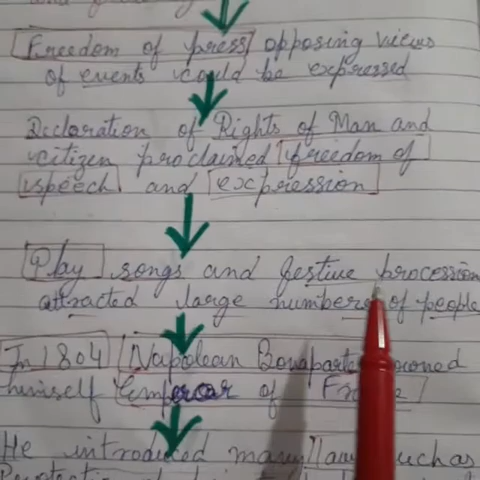 Freedom of press opposing views
of events could be expressed
Declaration of Rights of Man and
citizen proclaimed freedom of
speech and expression
Play songs and festive procession
attracted large numbers of people
In 1804 Napolean Bonaparte
himself Emperor of France
He introduced many laws such as